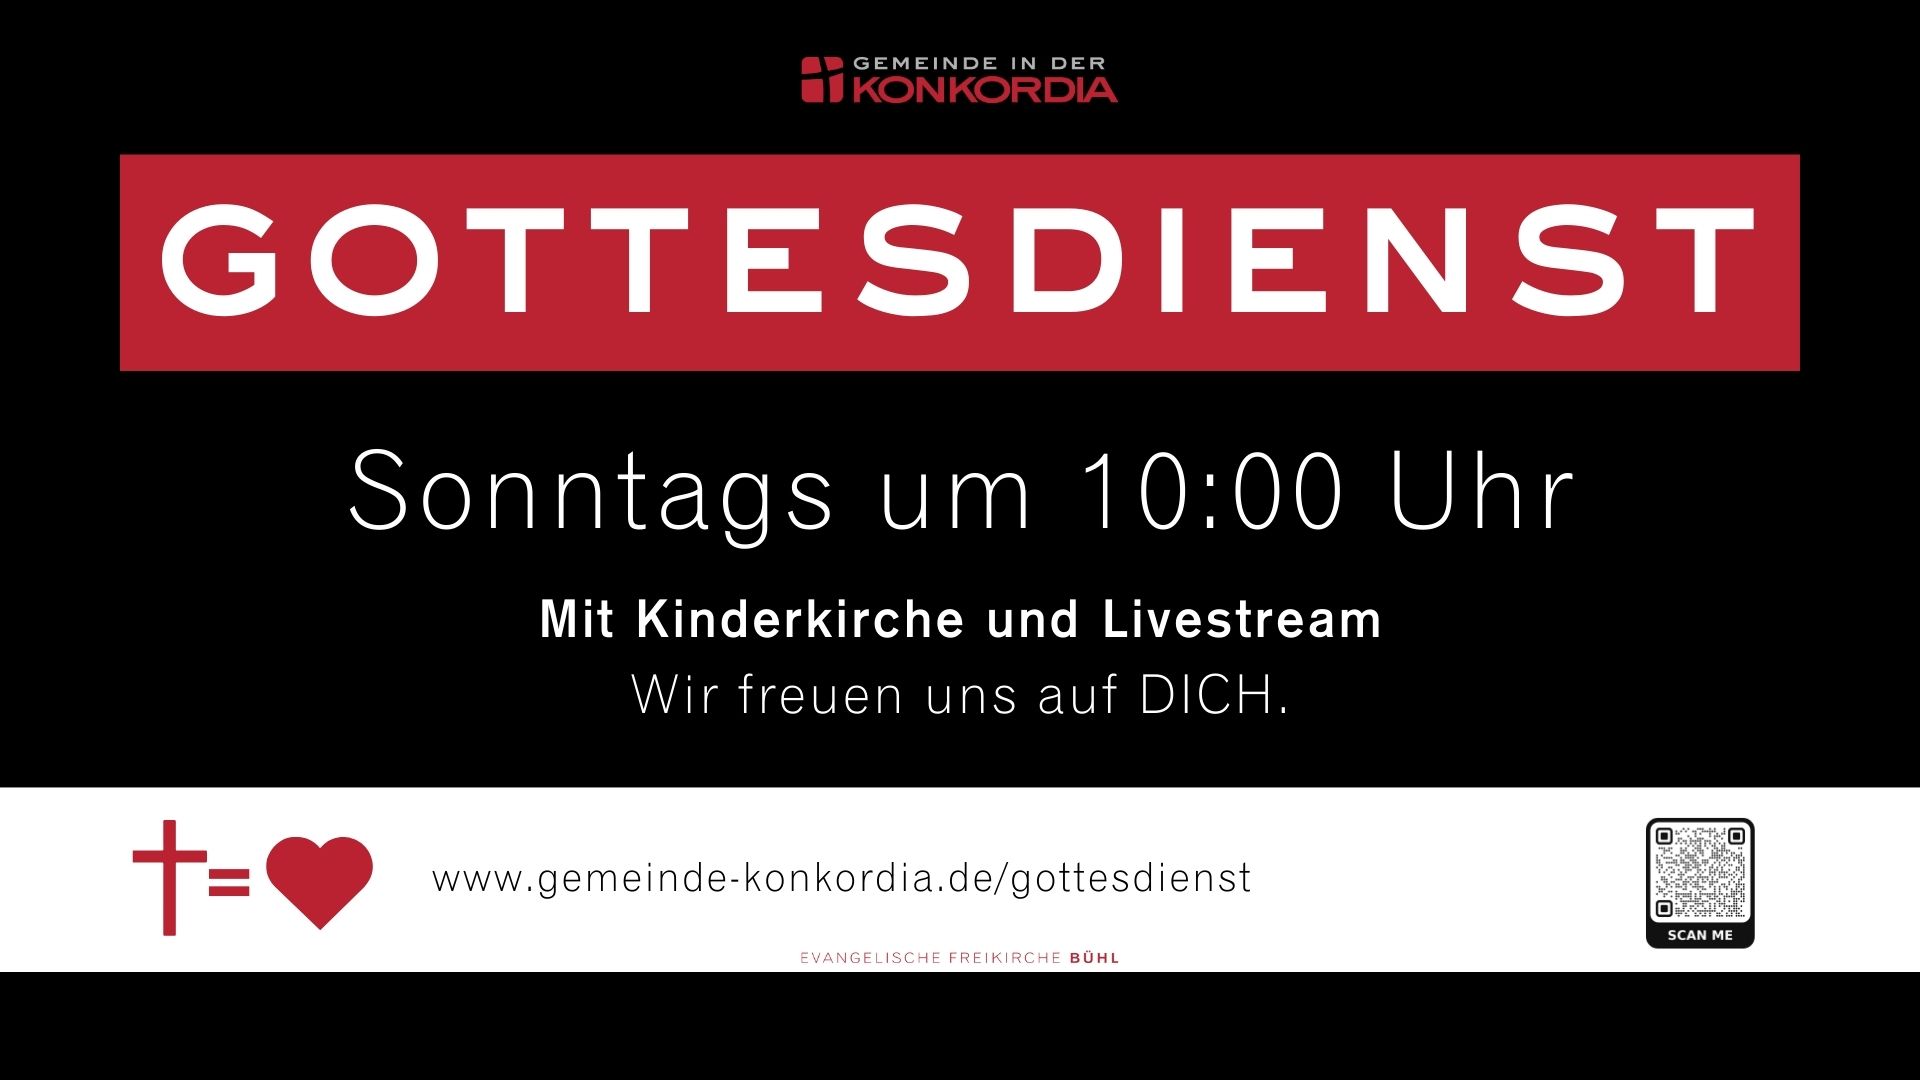 GEMEINDE IN DER
KONKORDIA
GOTTESDIENST
Sonntags um 10:00 Uhr
Mit Kinderkirche und Livestream
Wir freuen uns auf DICH.
www.gemeinde-konkordia.de/gottesdienst
SCAN ME
EVANGELISCHE FREIKIRCHE BÜHL